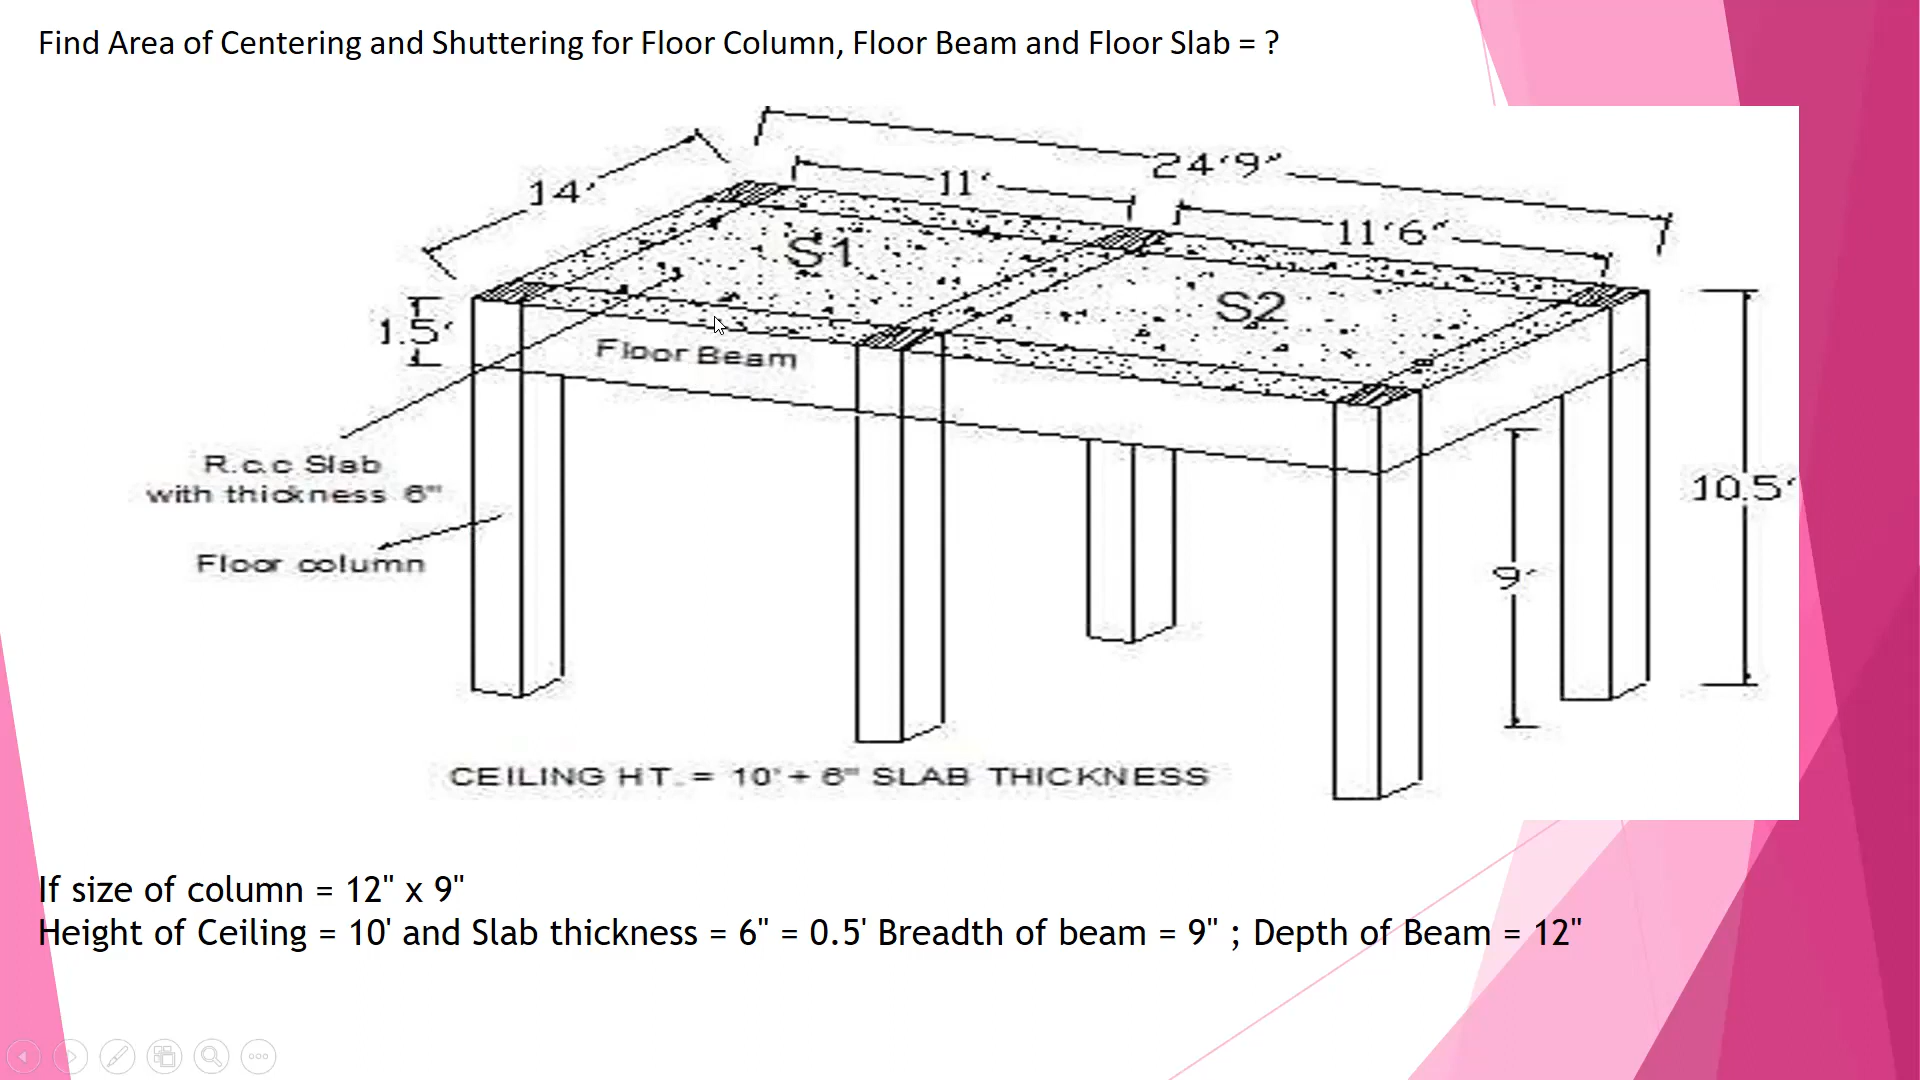 Find Area of Centering and Shuttering for Floor Column, Floor Beam and Floor Slab = ?
24'9"
14'
11'
11'6"
S1
S2
1.5'
Floor Beam
R.c.c Slab
with thickness 6"
10.5'
Floor column
9'
CEILING HT. = 10'+ 6" SLAB THICKNESS
If size of column = 12" x 9"
Height of Ceiling = 10' and Slab thickness = 6" = 0.5' Breadth of beam = 9" ; Depth of Beam = 12"